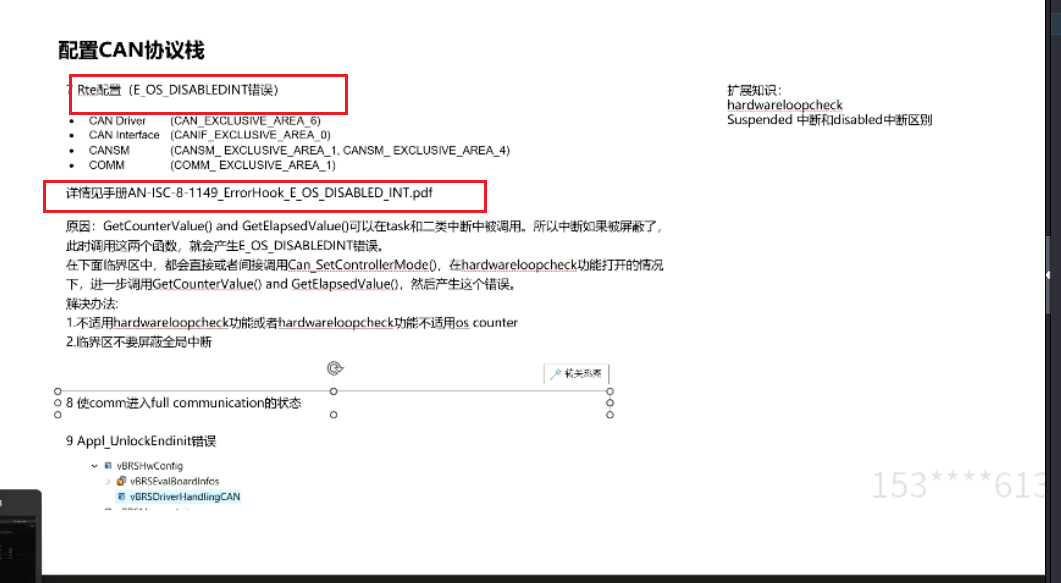 配置CAN协议栈
7 Rte配置（E_OS_DISABLEDINT错误）
• CAN Driver (CAN_EXCLUSIVE_AREA_6)
• CAN Interface (CANIF_EXCLUSIVE_AREA_0)
• CANSM (CANSM_ EXCLUSIVE_AREA_1, CANSM_ EXCLUSIVE_AREA_4)
• COMM (COMM_ EXCLUSIVE_AREA_1)
详情见手册AN-ISC-8-1149_ErrorHook_E_OS_DISABLED_INT.pdf
原因：GetCounterValue() and GetElapsedValue()可以在task和二类中断中被调用。所以中断如果被屏蔽了，
此时调用这两个函数，就会产生E_OS_DISABLEDINT错误。
在下面临界区中，都会直接或者间接调用Can_SetControllerMode()，在hardwareloopcheck功能打开的情况
下，进一步调用GetCounterValue() and GetElapsedValue()，然后产生这个错误。
解决办法:
1.不适用hardwareloopcheck功能或者hardwareloopcheck功能不适用os counter
2.临界区不要屏蔽全局中断
转关系图
8 使comm进入full communication的状态
9 Appl_UnlockEndinit错误
vBRSHwConfig
vBRSEvalBoardInfos
vBRSDriverHandlingCAN
扩展知识：
hardwareloopcheck
Suspended 中断和disabled中断区别
153****613